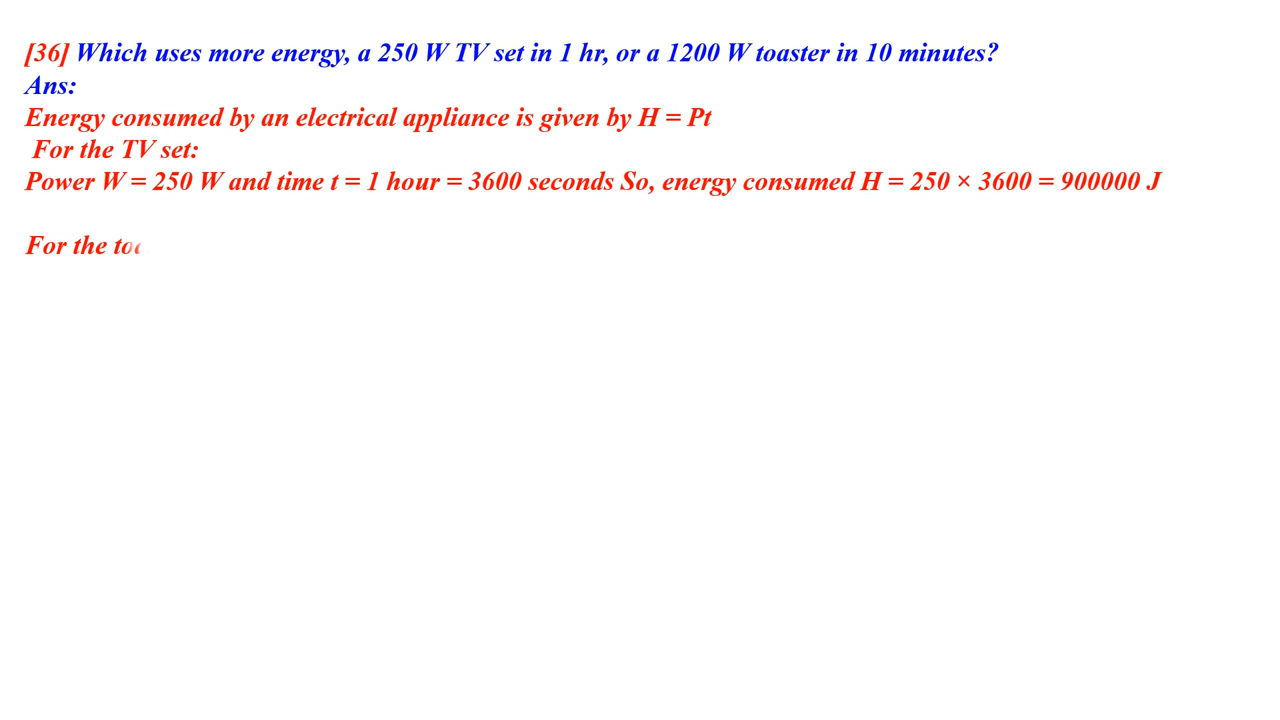 [36] Which uses more energy, a 250 W TV set in 1 hr, or a 1200 W toaster in 10 minutes?
Ans:
Energy consumed by an electrical appliance is given by H = Pt
For the TV set:
Power W = 250 W and time t = 1 hour = 3600 seconds So, energy consumed H = 250 × 3600 = 900000 J
For the